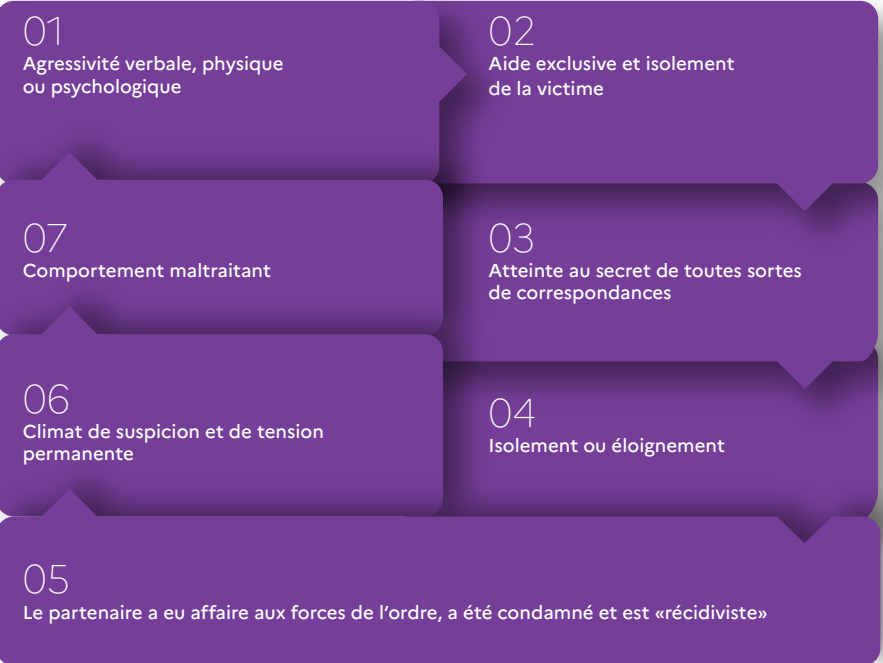 01
Agressivité verbale, physique
ou psychologique
02
Aide exclusive et isolement
de la victime
03
Atteinte au secret de toutes sortes
de correspondances
04
Isolement ou éloignement
05
Le partenaire a eu affaire aux forces de l’ordre, a été condamné et est «récidiviste»
06
Climat de suspicion et de tension
permanente
07
Comportement maltraitant